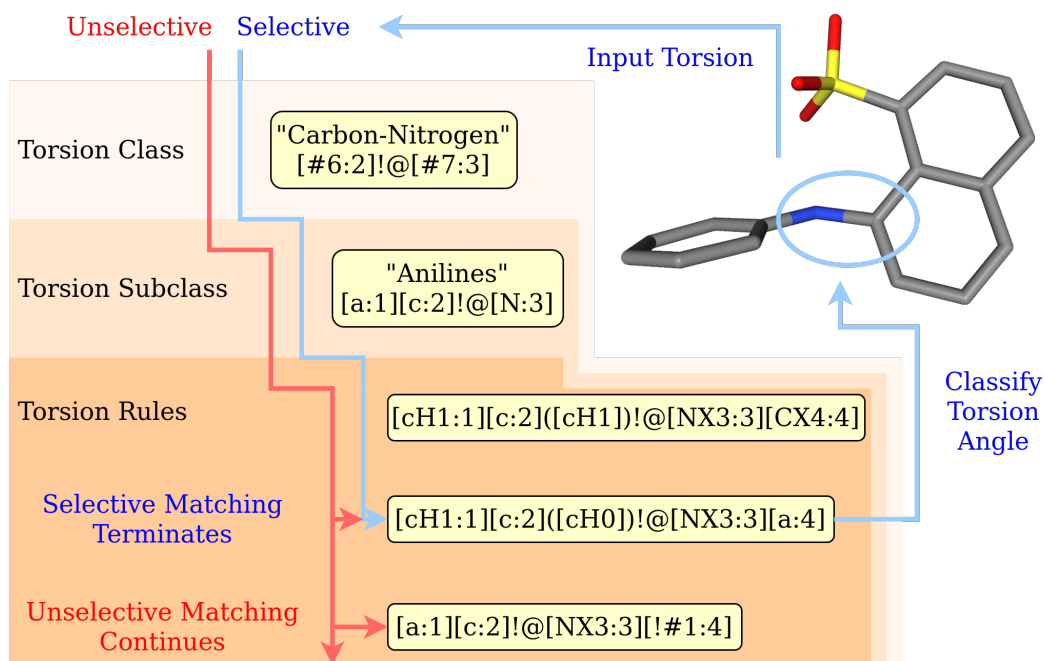 Unselective
Selective
Input Torsion
Torsion Class
"Carbon-Nitrogen"
[#6:2]!@[#7:3]
Torsion Subclass
"Anilines"
[a:1][c:2]!@[N:3]
Classify
Torsion
Angle
Torsion Rules
[cH1:1][c:2]([cH1])!@[NX3:3][CX4:4]
Selective Matching
Terminates
[cH1:1][c:2]([cH0])!@[NX3:3][a:4]
Unselective Matching
Continues
[a:1][c:2]!@[NX3:3][!#1:4]